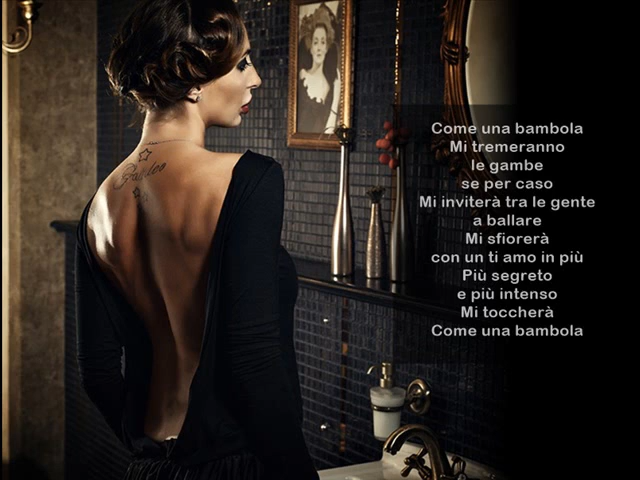 Come una bambola
Mi tremeranno
le gambe
se per caso
Mi inviterà tra le gente
a ballare
Mi sfiorerà
con un ti amo in più
Più segreto
e più intenso
Mi toccherà
Come una bambola